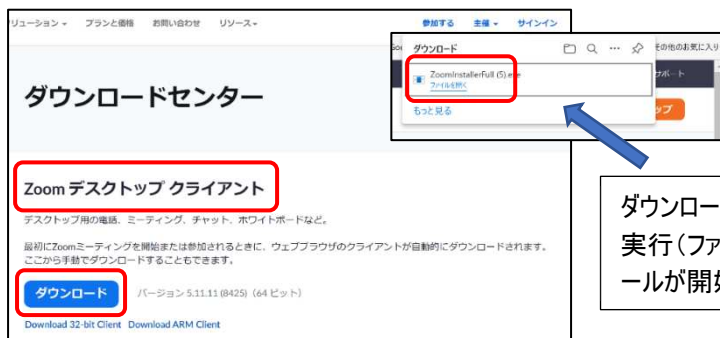 リューション プランと価格 お問い合わせ リソース
参加する 主催 サインイン
ダウンロードセンター
Zoom デスクトップ クライアント
デスクトップ用の電話、ミーティング、チャット、ホワイトボードなど。
最初にZoomミーティングを開始または参加されるときに、ウェブブラウザのクライアントが自動的にダウンロードされます。
ここから手動でダウンロードすることもできます。
ダウンロード バージョン 5.11.11 (8425) (64 ビット)
Download 32-bit Client Download ARM Client
ダウンロード
その他のお気に入り
ZoomInstallerFull (5).exe
ファイルを開く
もっと見る
ポート
ップ
ダウンロー
実行(ファ
ールが開